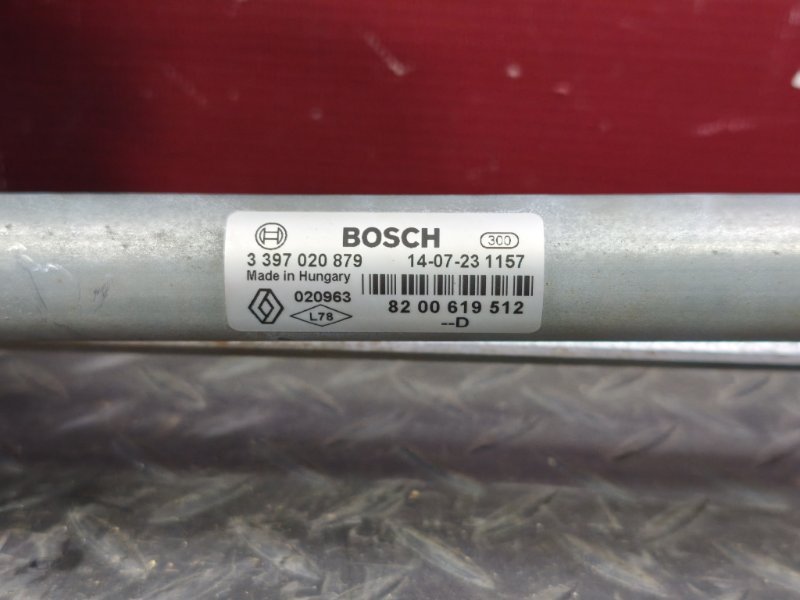 BOSCH 300
3 397 020 879 14-07-23 1157
Made in Hungary
020963
L78 82 00 619 512
--D